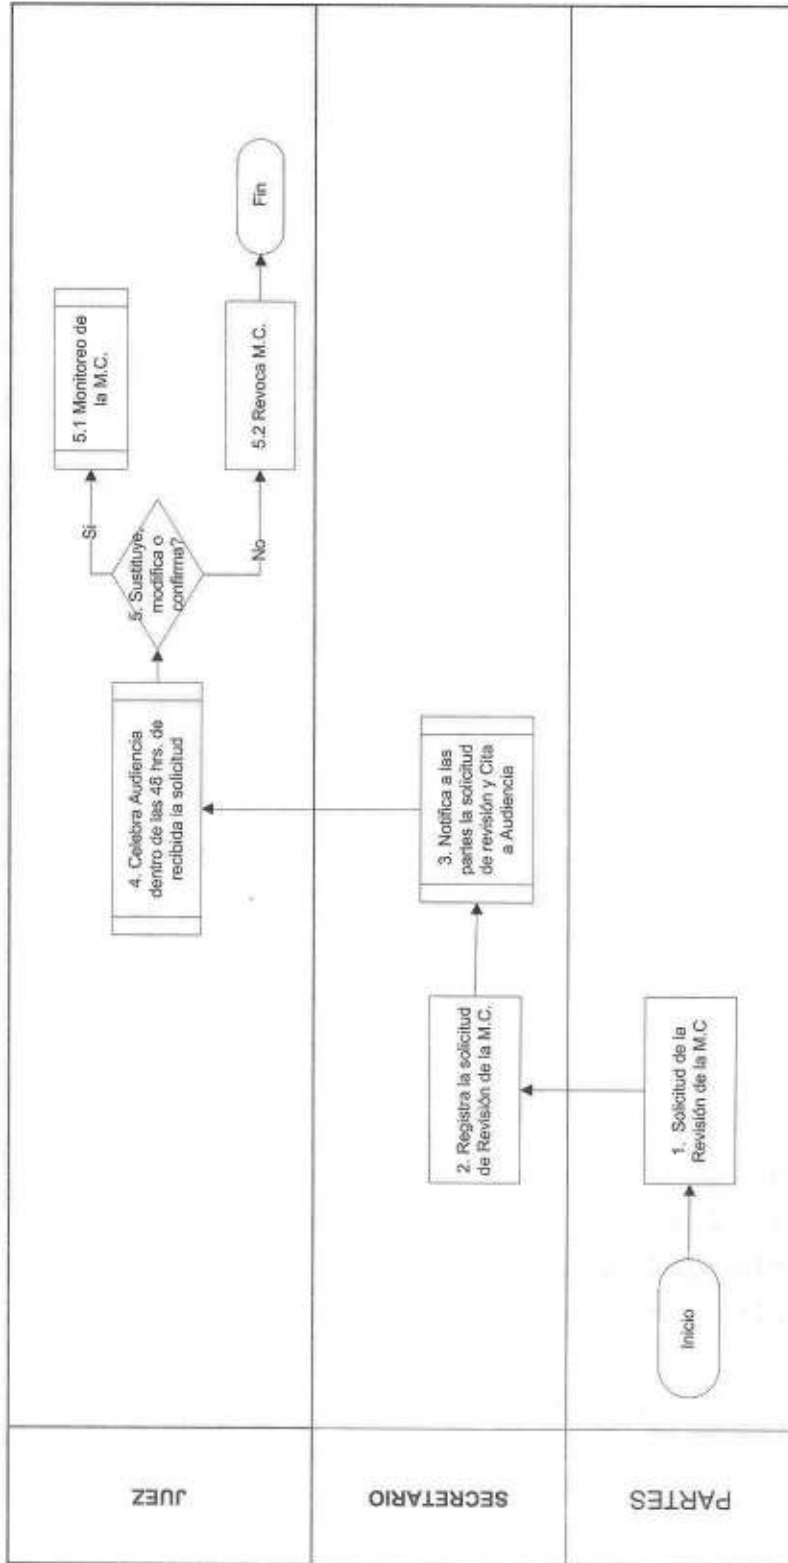 JUEZ
4. Celebra Audiencia
dentro de las 48 hrs. de
recibida la solicitud
5. Sustituye,
modifica o
confirma?
Si
5.1 Monitoreo de
la M.C.
No
5.2 Revoca M.C.
Fin
SECRETARIO
2. Registra la solicitud
de Revisión de la M.C.
3. Notifica a las
partes la solicitud
de revisión y Cita
a Audiencia
PARTES
Inicio
1. Solicitud de la
Revisión de la M.C